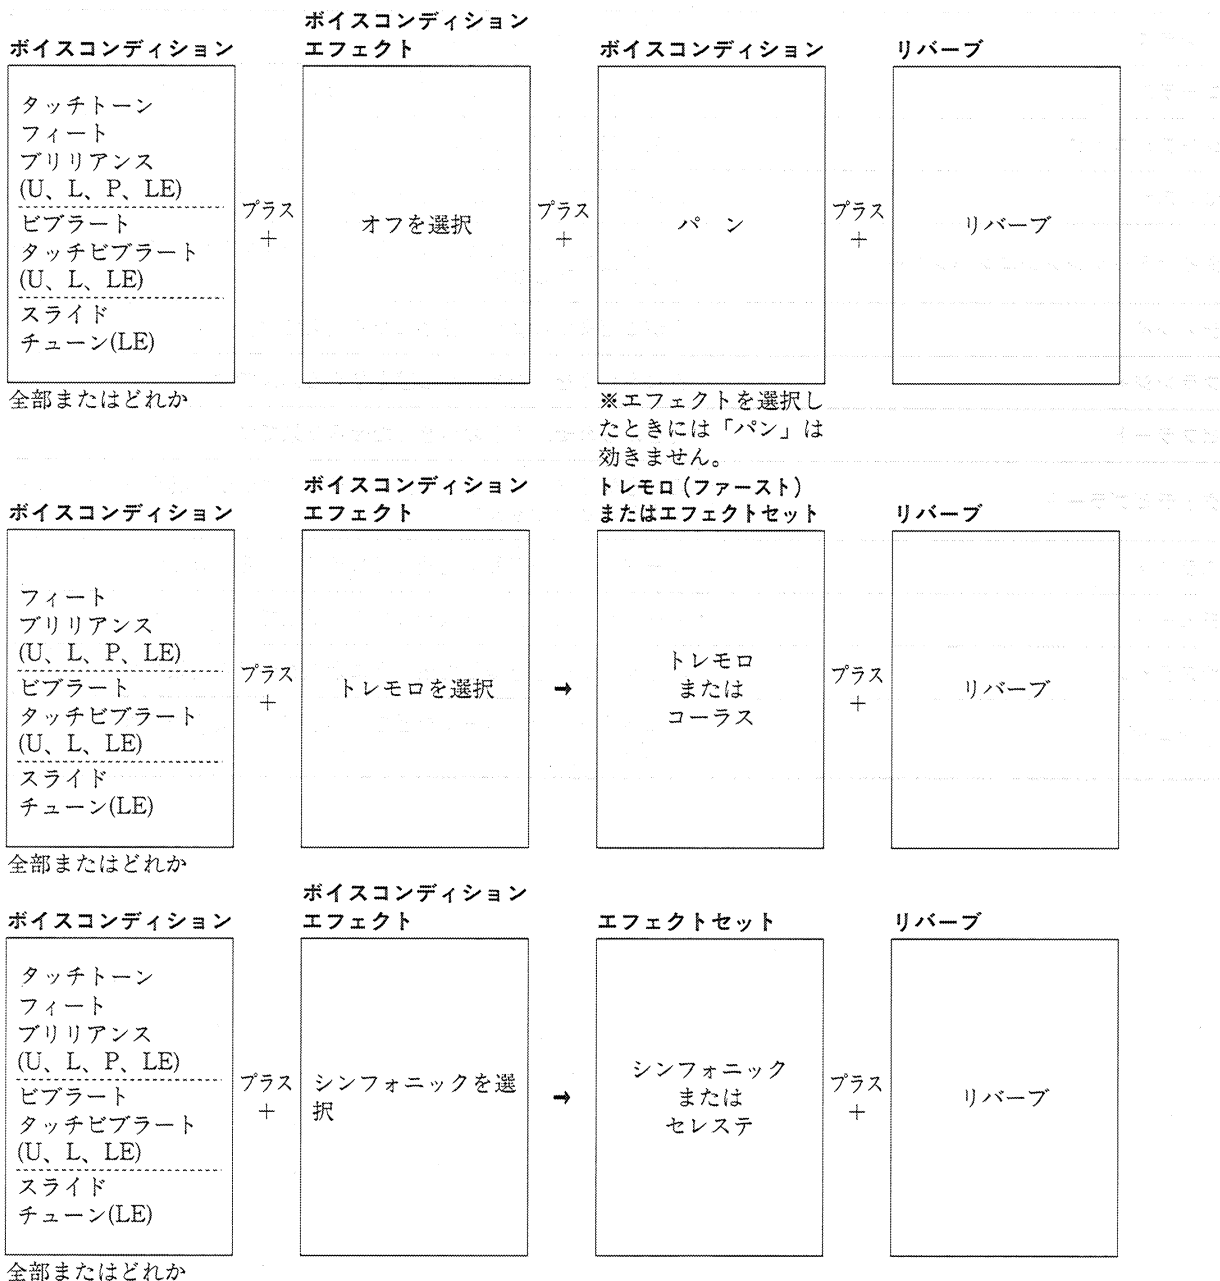 ボイスコンディション
ボイスコンディション
エフェクト
ボイスコンディション
リバーブ
タッチトーン
フィート
ブリリアンス
(U、L、P、LE)
ビブラート
タッチビブラート
(U、L、LE)
スライド
チューン(LE)
プラス
+
オフを選択
プラス
+
パ ン
プラス
+
リバーブ
全部またはどれか
※エフェクトを選択し
たときには「パン」は
効きません。
ボイスコンディション
ボイスコンディション
エフェクト
トレモロ(ファースト)
またはエフェクトセット
リバーブ
フィート
ブリリアンス
(U、L、P、LE)
ビブラート
タッチビブラート
(U、L、LE)
スライド
チューン(LE)
プラス
+
トレモロを選択
→
トレモロ
または
コーラス
プラス
+
リバーブ
全部またはどれか
ボイスコンディション
ボイスコンディション
エフェクト
エフェクトセット
リバーブ
タッチトーン
フィート
ブリリアンス
(U、L、P、LE)
ビブラート
タッチビブラート
(U、L、LE)
スライド
チューン(LE)
プラス
+
シンフォニックを選
択
→
シンフォニック
または
セレステ
プラス
+
リバーブ
全部またはどれか